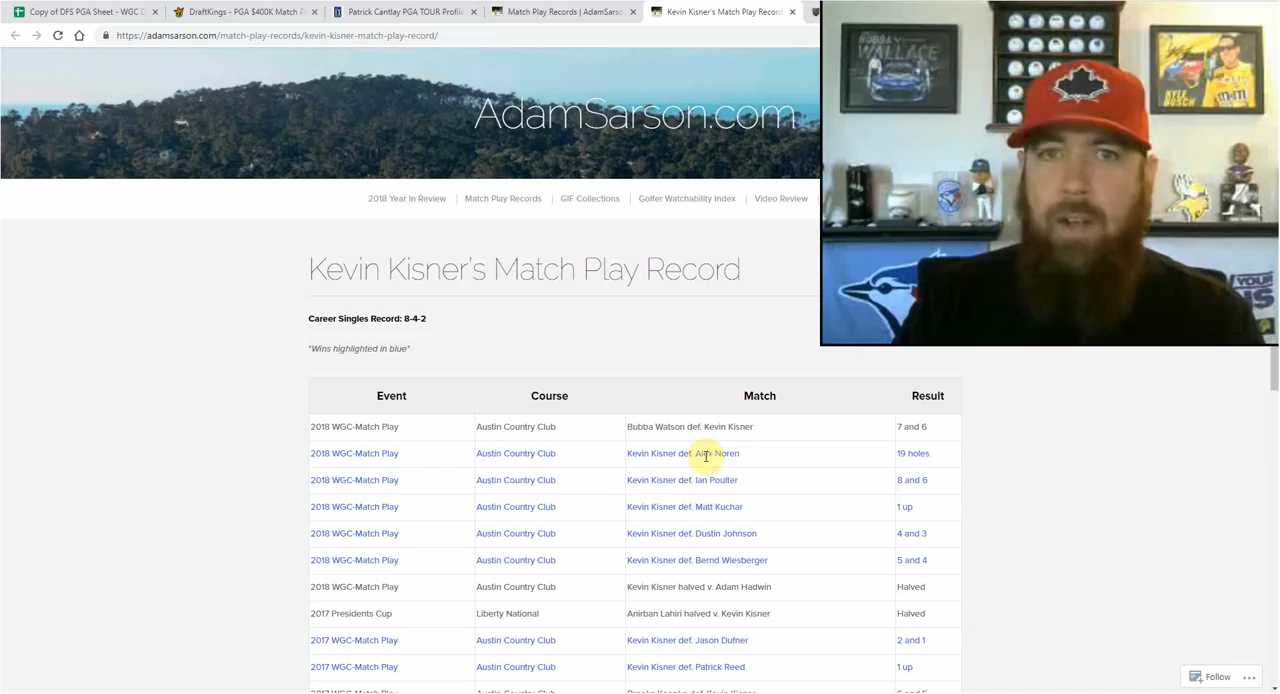 Copy of DFS PGA Sheet - WGC D
DraftKings - PGA $400K Match P
Patrick Cantlay PGA TOUR Profile
Match Play Records | AdamSarson
Kevin Kisner's Match Play Record
https://adamsarson.com/match-play-records/kevin-kisner-match-play-record/
BUBBA WALLACE
KYLE BUSCH
AdamSarson.com
2018 Year In Review
Match Play Records
GIF Collections
Golfer Watchability Index
Video Review
Kevin Kisner's Match Play Record
Career Singles Record: 8-4-2
"Wins highlighted in blue"
Event Course Match Result
2018 WGC-Match Play Austin Country Club Bubba Watson def. Kevin Kisner 7 and 6
2018 WGC-Match Play Austin Country Club Kevin Kisner def. Alex Noren 19 holes
2018 WGC-Match Play Austin Country Club Kevin Kisner def. Ian Poulter 8 and 6
2018 WGC-Match Play Austin Country Club Kevin Kisner def. Matt Kuchar 1 up
2018 WGC-Match Play Austin Country Club Kevin Kisner def. Dustin Johnson 4 and 3
2018 WGC-Match Play Austin Country Club Kevin Kisner def. Bernd Wiesberger 5 and 4
2018 WGC-Match Play Austin Country Club Kevin Kisner halved v. Adam Hadwin Halved
2017 Presidents Cup Liberty National Anirban Lahiri halved v. Kevin Kisner Halved
2017 WGC-Match Play Austin Country Club Kevin Kisner def. Jason Dufner 2 and 1
2017 WGC-Match Play Austin Country Club Kevin Kisner def. Patrick Reed 1 up
Follow